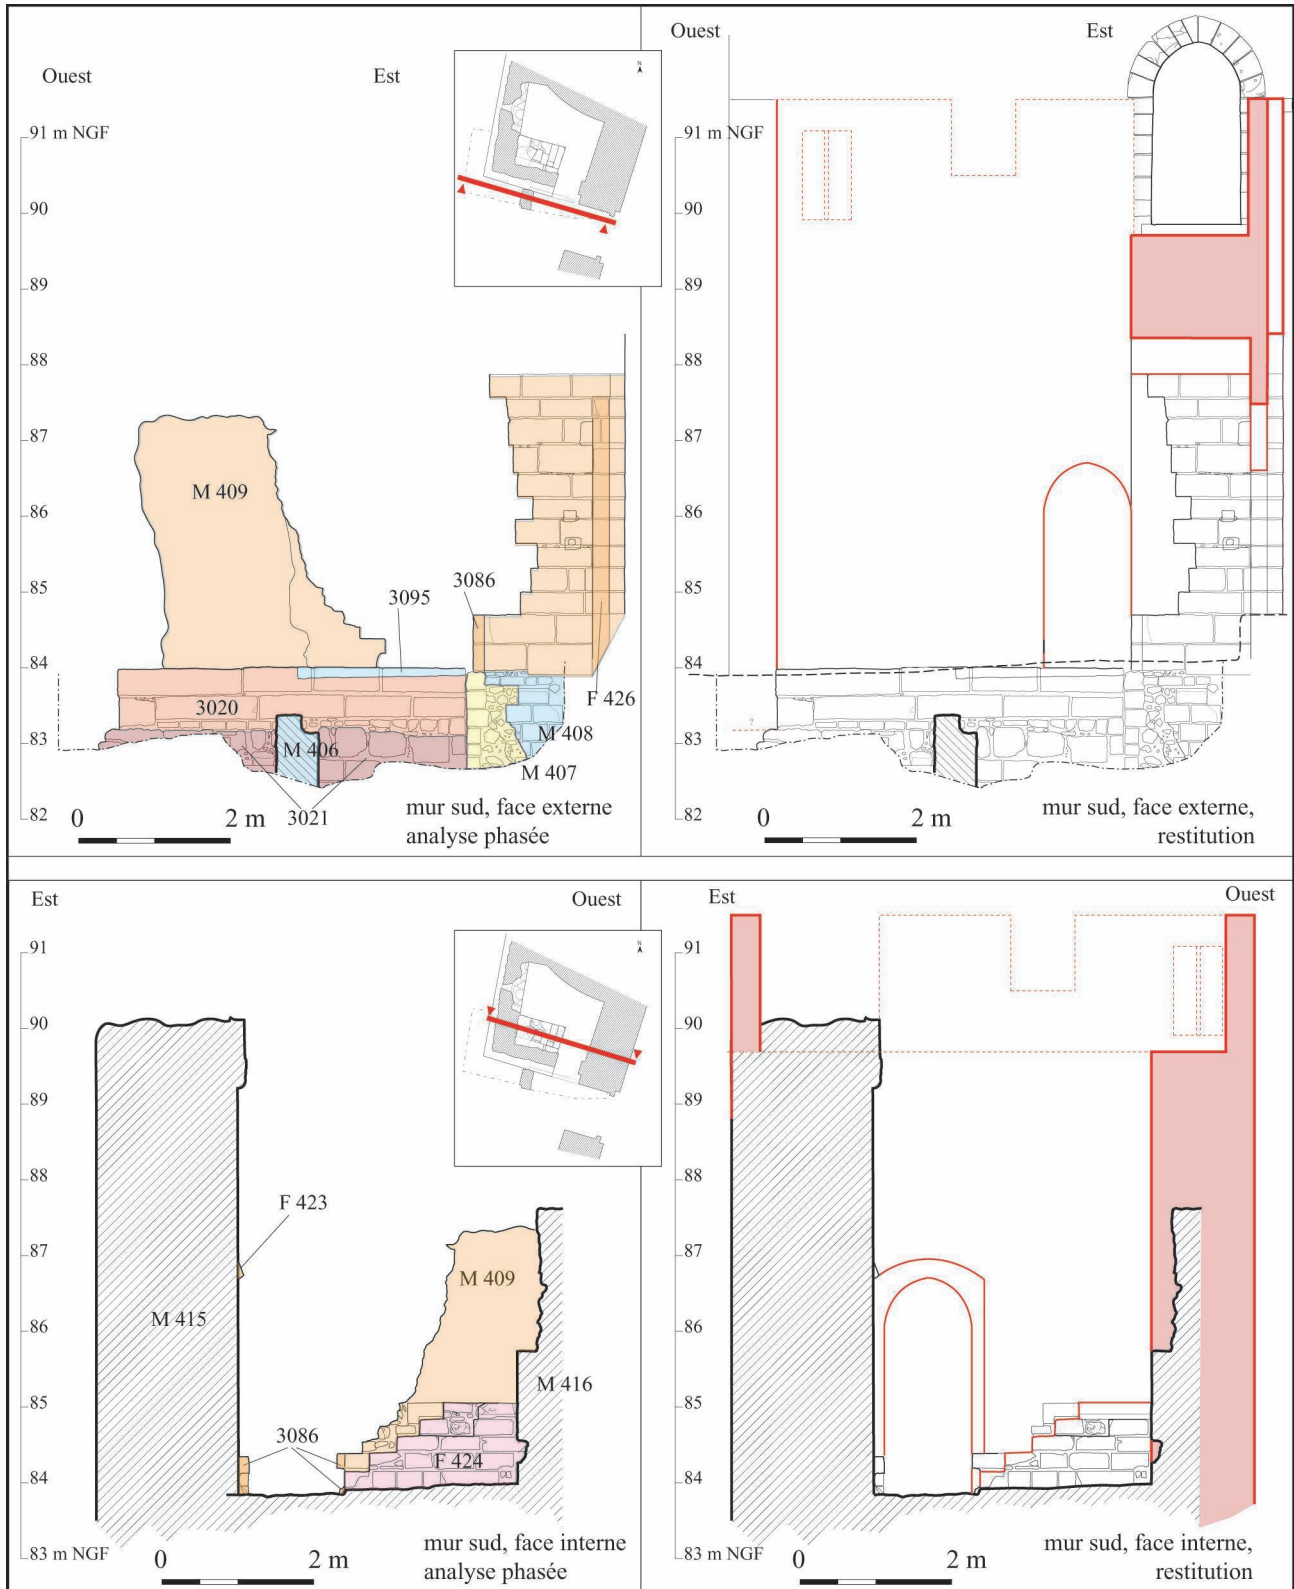 Ouest
Est
N
91 m NGF
90
89
88
87
86
85
84
83
82
M 409
3095
3086
F 426
3020
M 406
M 408
M 407
3021
0
2 m
mur sud, face externe
analyse phasée
Ouest
Est
91
90
89
88
87
86
85
84
83
82
?
0
2 m
mur sud, face externe,
restitution
Est
Ouest
N
91
90
89
88
87
86
85
84
83 m NGF
F 423
M 409
M 415
M 416
3086
F 424
0
2 m
mur sud, face interne
analyse phasée
Est
Ouest
91
90
89
88
87
86
85
84
83 m NGF
0
2 m
mur sud, face interne,
restitution